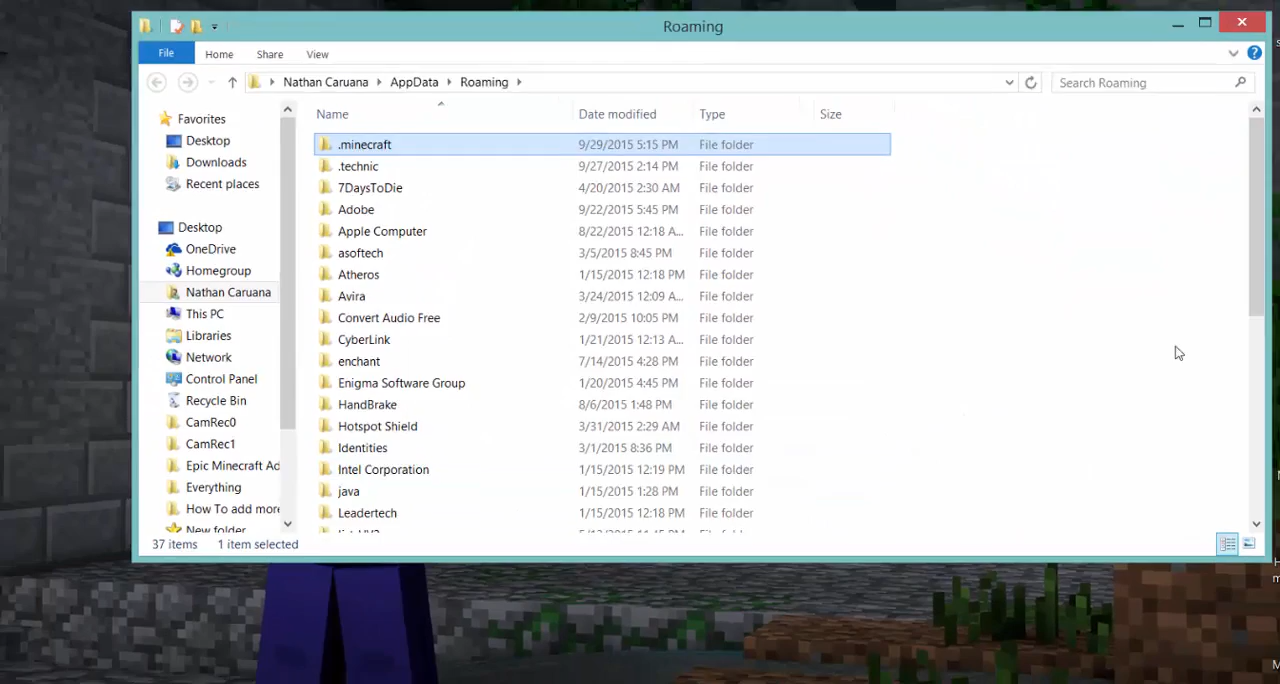 Roaming
File Home Share View
Nathan Caruana AppData Roaming Search Roaming
Name Date modified Type Size
Favorites
Desktop
Downloads
Recent places
Desktop
OneDrive
Homegroup
Nathan Caruana
This PC
Libraries
Network
Control Panel
Recycle Bin
CamRec0
CamRec1
Epic Minecraft Ad
Everything
How To add more
New folder
.minecraft 9/29/2015 5:15 PM File folder
.technic 9/27/2015 2:14 PM File folder
7DaysToDie 4/20/2015 2:30 AM File folder
Adobe 9/22/2015 5:45 PM File folder
Apple Computer 8/22/2015 12:18 A... File folder
asoftech 3/5/2015 8:45 PM File folder
Atheros 1/15/2015 12:18 PM File folder
Avira 3/24/2015 12:09 A... File folder
Convert Audio Free 2/9/2015 10:05 PM File folder
CyberLink 1/21/2015 12:13 A... File folder
enchant 7/14/2015 4:28 PM File folder
Enigma Software Group 1/20/2015 4:45 PM File folder
HandBrake 8/6/2015 1:48 PM File folder
Hotspot Shield 3/31/2015 2:29 AM File folder
Identities 3/1/2015 8:36 PM File folder
Intel Corporation 1/15/2015 12:19 PM File folder
java 1/15/2015 1:28 PM File folder
Leadertech 1/15/2015 12:18 PM File folder
37 items 1 item selected